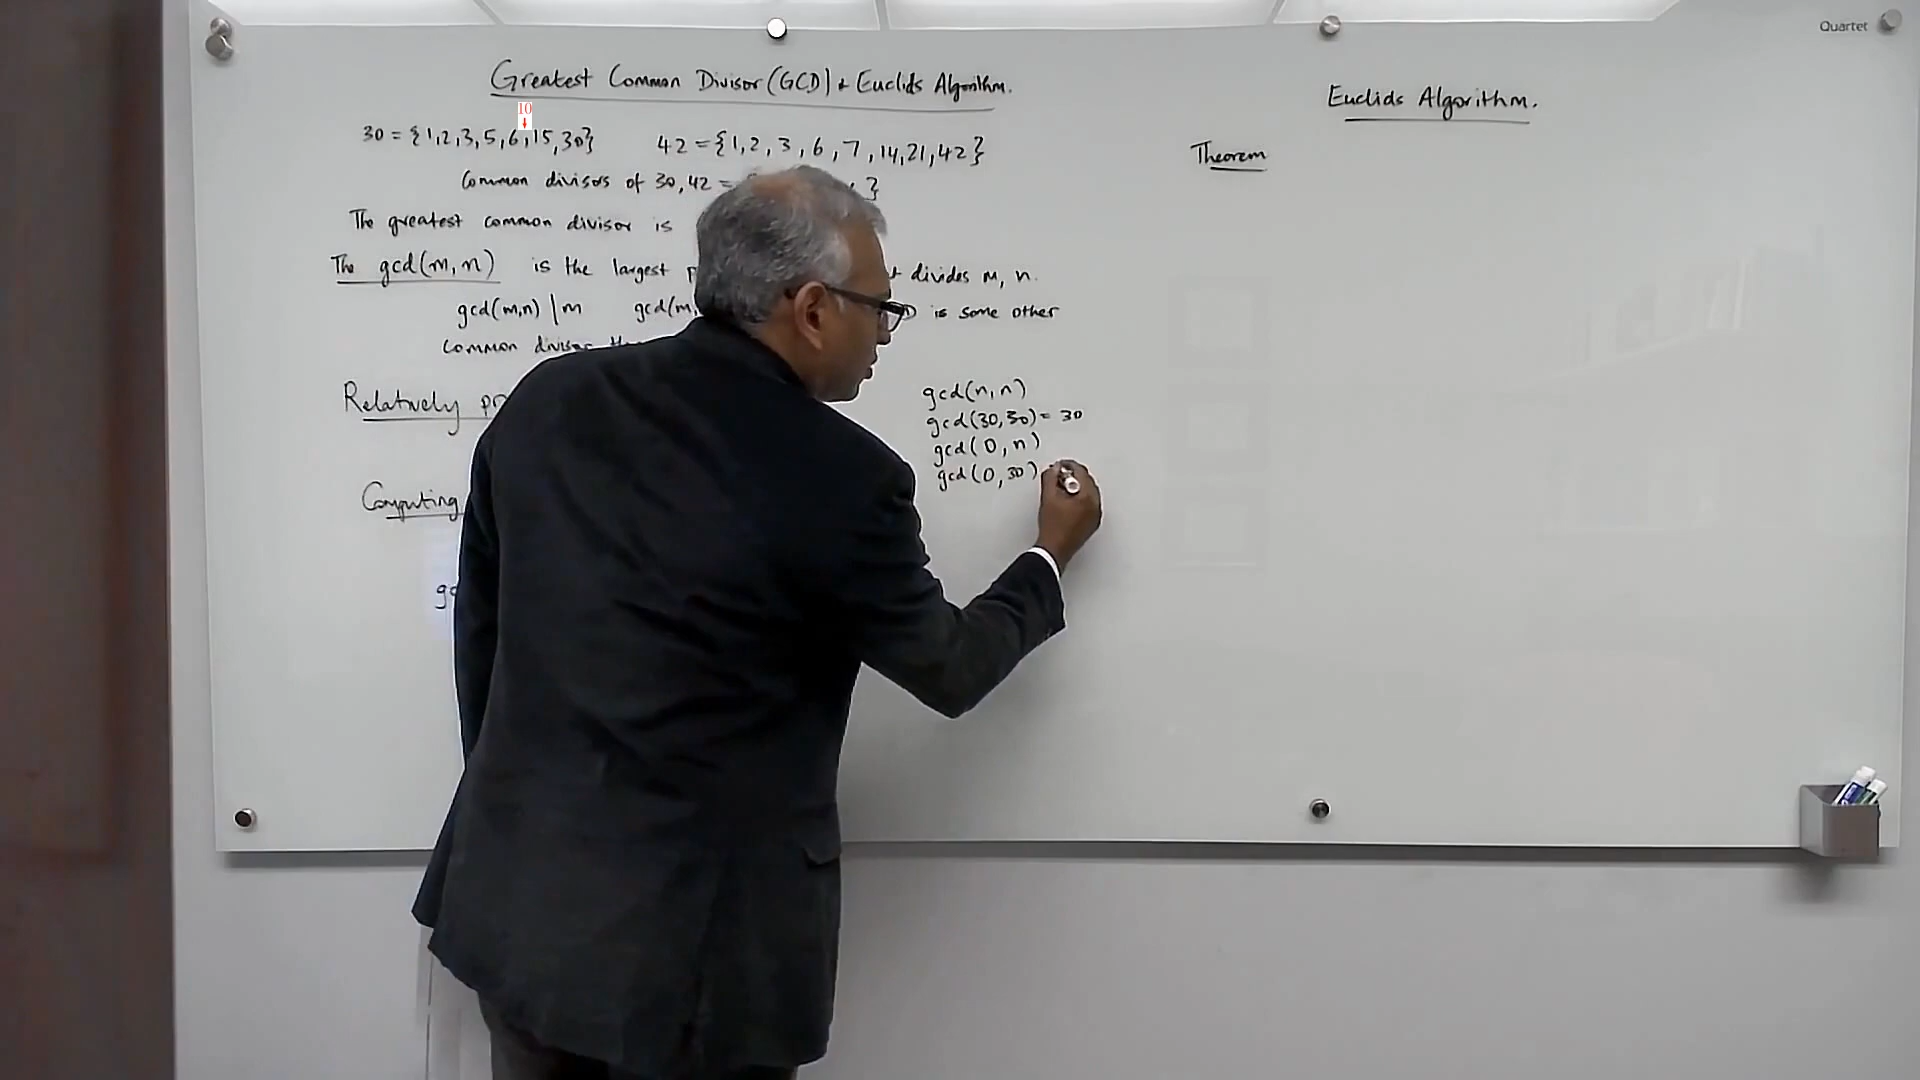 Greatest Common Divisor (GCD) + Euclids Algorithm.
10
30 = {1,2,3,5,6,15,30} 42 = {1,2,3,6,7,14,21,42}
Common divisors of 30,42 = }
The greatest common divisor is
The gcd(m,n) is the largest divides m, n.
gcd(m,n) | m gcd(m, is some other
common divisor
Relatively
Computing
gcd(n,n)
gcd(30,30) = 30
gcd(0,n)
gcd(0,30)
Euclids Algorithm.
Theorem
Quartet